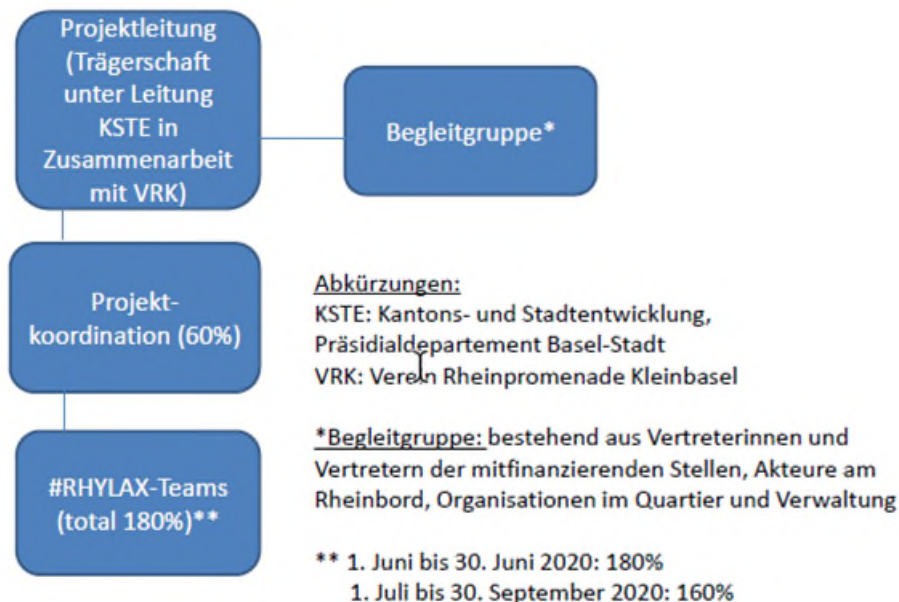 Projektleitung
(Trägerschaft
unter Leitung
KSTE in
Zusammenarbeit
mit VRK)
Begleitgruppe*
Projekt-
koordination (60%)
#RHYLAX-Teams
(total 180%)**
Abkürzungen:
KSTE: Kantons- und Stadtentwicklung,
Präsidialdepartement Basel-Stadt
VRK: Verein Rheinpromenade Kleinbasel
*Begleitgruppe: bestehend aus Vertreterinnen und
Vertretern der mitfinanzierenden Stellen, Akteure am
Rheinbord, Organisationen im Quartier und Verwaltung
** 1. Juni bis 30. Juni 2020: 180%
1. Juli bis 30. September 2020: 160%